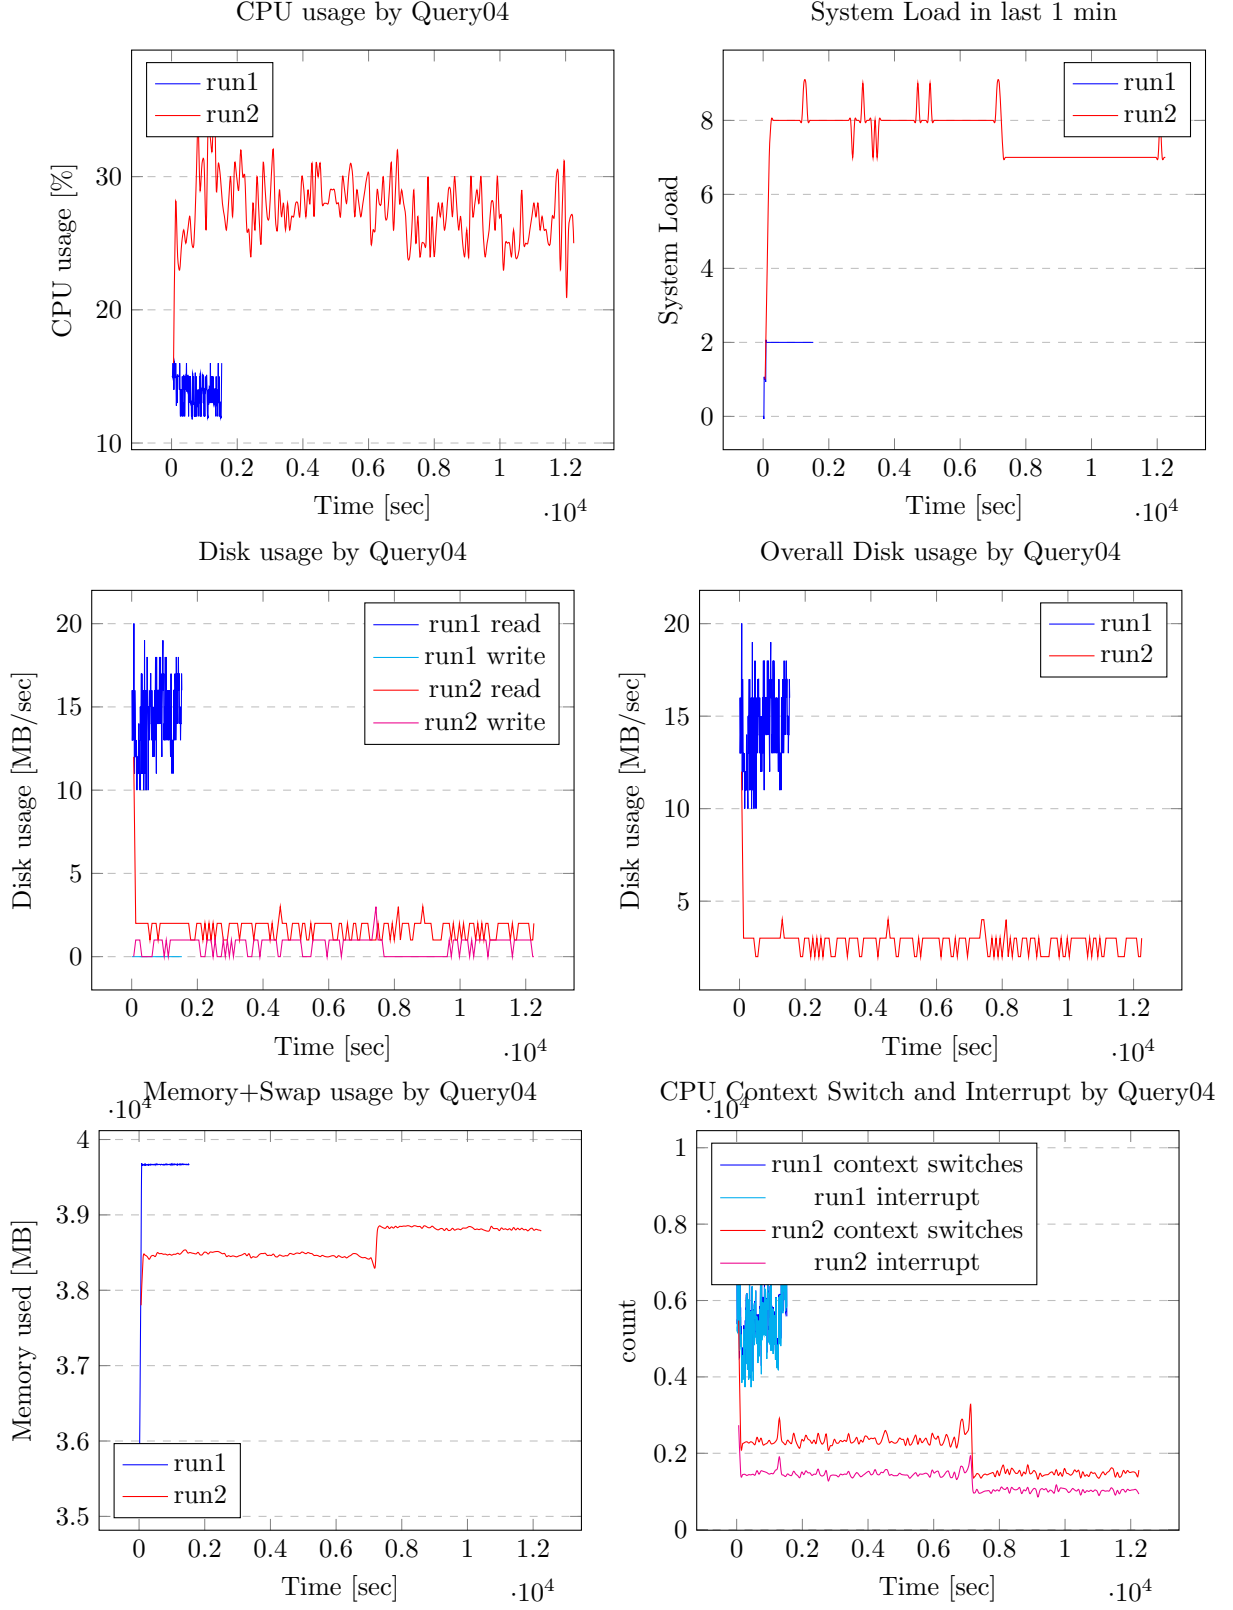 CPU usage by Query04
run1
run2
CPU usage [%]
30
20
10
0 0.2 0.4 0.6 0.8 1 1.2
Time [sec]
·10⁴
System Load in last 1 min
run1
run2
System Load
8
6
4
2
0
0 0.2 0.4 0.6 0.8 1 1.2
Time [sec]
·10⁴
Disk usage by Query04
run1 read
run1 write
run2 read
run2 write
Disk usage [MB/sec]
20
15
10
5
0
0 0.2 0.4 0.6 0.8 1 1.2
Time [sec]
·10⁴
Overall Disk usage by Query04
run1
run2
Disk usage [MB/sec]
20
15
10
5
0 0.2 0.4 0.6 0.8 1 1.2
Time [sec]
·10⁴
Memory+Swap usage by Query04
·10⁴
Memory used [MB]
4
3.9
3.8
3.7
3.6
3.5
run1
run2
0 0.2 0.4 0.6 0.8 1 1.2
Time [sec]
·10⁴
CPU Context Switch and Interrupt by Query04
·10⁴
run1 context switches
run1 interrupt
run2 context switches
run2 interrupt
count
1
0.8
0.6
0.4
0.2
0
0 0.2 0.4 0.6 0.8 1 1.2
Time [sec]
·10⁴